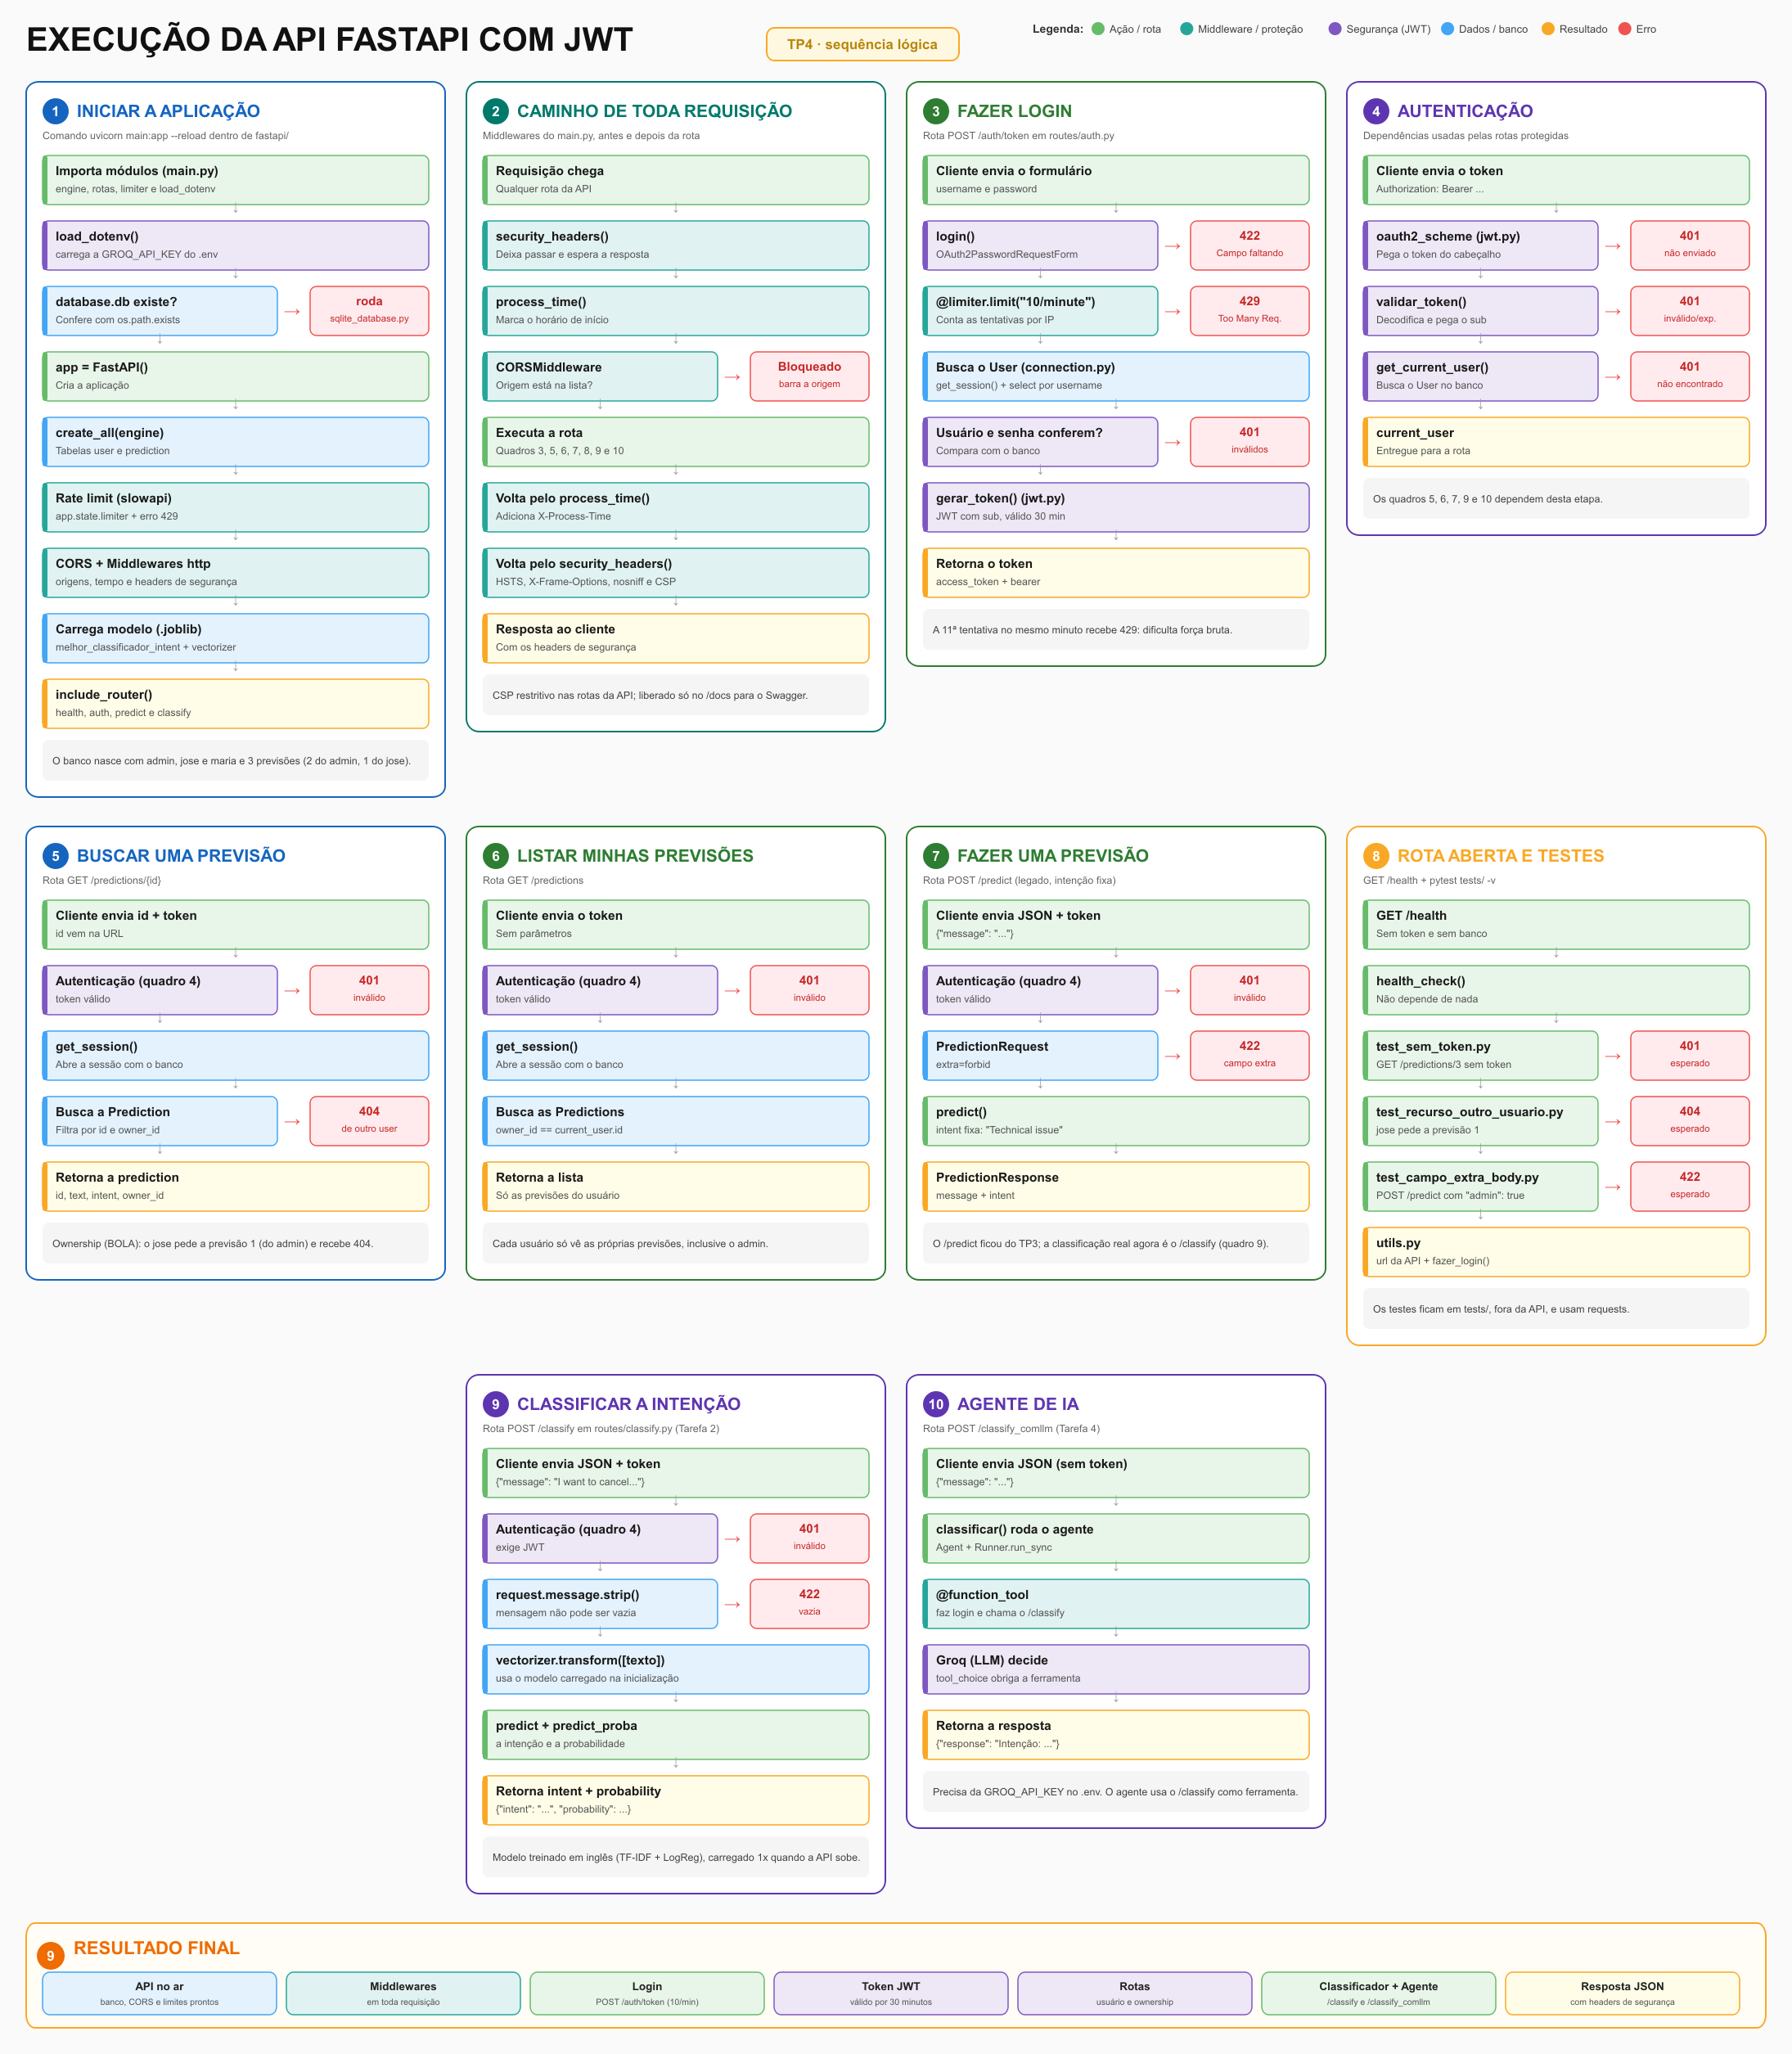 EXECUÇÃO DA API FASTAPI COM JWT
TP4 · sequência lógica
Legenda:
Ação / rota
Middleware / proteção
Segurança (JWT)
Dados / banco
Resultado
Erro
1
INICIAR A APLICAÇÃO
Comando uvicorn main:app --reload dentro de fastapi/
Importa módulos (main.py)
engine, rotas, limiter e load_dotenv
↓
load_dotenv()
carrega a GROQ_API_KEY do .env
↓
database.db existe?
Confere com os.path.exists
→
roda
sqlite_database.py
↓
app = FastAPI()
Cria a aplicação
↓
create_all(engine)
Tabelas user e prediction
↓
Rate limit (slowapi)
app.state.limiter + erro 429
↓
CORS + Middlewares http
origens, tempo e headers de segurança
↓
Carrega modelo (.joblib)
melhor_classificador_intent + vectorizer
↓
include_router()
health, auth, predict e classify
O banco nasce com admin, jose e maria e 3 previsões (2 do admin, 1 do jose).
2
CAMINHO DE TODA REQUISIÇÃO
Middlewares do main.py, antes e depois da rota
Requisição chega
Qualquer rota da API
↓
security_headers()
Deixa passar e espera a resposta
↓
process_time()
Marca o horário de início
↓
CORSMiddleware
Origem está na lista?
→
Bloqueado
barra a origem
↓
Executa a rota
Quadros 3, 5, 6, 7, 8, 9 e 10
↓
Volta pelo process_time()
Adiciona X-Process-Time
↓
Volta pelo security_headers()
HSTS, X-Frame-Options, nosniff e CSP
↓
Resposta ao cliente
Com os headers de segurança
CSP restritivo nas rotas da API; liberado só no /docs para o Swagger.
3
FAZER LOGIN
Rota POST /auth/token em routes/auth.py
Cliente envia o formulário
username e password
↓
login()
OAuth2PasswordRequestForm
→
422
Campo faltando
↓
@limiter.limit("10/minute")
Conta as tentativas por IP
→
429
Too Many Req.
↓
Busca o User (connection.py)
get_session() + select por username
↓
Usuário e senha conferem?
Compara com o banco
→
401
inválidos
↓
gerar_token() (jwt.py)
JWT com sub, válido 30 min
↓
Retorna o token
access_token + bearer
A 11ª tentativa no mesmo minuto recebe 429: dificulta força bruta.
4
AUTENTICAÇÃO
Dependências usadas pelas rotas protegidas
Cliente envia o token
Authorization: Bearer ...
↓
oauth2_scheme (jwt.py)
Pega o token do cabeçalho
→
401
não enviado
↓
validar_token()
Decodifica e pega o sub
→
401
inválido/exp.
↓
get_current_user()
Busca o User no banco
→
401
não encontrado
↓
current_user
Entregue para a rota
Os quadros 5, 6, 7, 9 e 10 dependem desta etapa.
5
BUSCAR UMA PREVISÃO
Rota GET /predictions/{id}
Cliente envia id + token
id vem na URL
↓
Autenticação (quadro 4)
token válido
→
401
inválido
↓
get_session()
Abre a sessão com o banco
↓
Busca a Prediction
Filtra por id e owner_id
→
404
de outro user
↓
Retorna a prediction
id, text, intent, owner_id
Ownership (BOLA): o jose pede a previsão 1 (do admin) e recebe 404.
6
LISTAR MINHAS PREVISÕES
Rota GET /predictions
Cliente envia o token
Sem parâmetros
↓
Autenticação (quadro 4)
token válido
→
401
inválido
↓
get_session()
Abre a sessão com o banco
↓
Busca as Predictions
owner_id == current_user.id
↓
Retorna a lista
Só as previsões do usuário
Cada usuário só vê as próprias previsões, inclusive o admin.
7
FAZER UMA PREVISÃO
Rota POST /predict (legado, intenção fixa)
Cliente envia JSON + token
{"message": "..."}
↓
Autenticação (quadro 4)
token válido
→
401
inválido
↓
PredictionRequest
extra=forbid
→
422
campo extra
↓
predict()
intent fixa: "Technical issue"
↓
PredictionResponse
message + intent
O /predict ficou do TP3; a classificação real agora é o /classify (quadro 9).
8
ROTA ABERTA E TESTES
GET /health + pytest tests/ -v
GET /health
Sem token e sem banco
↓
health_check()
Não depende de nada
↓
test_sem_token.py
GET /predictions/3 sem token
→
401
esperado
↓
test_recurso_outro_usuario.py
jose pede a previsão 1
→
404
esperado
↓
test_campo_extra_body.py
POST /predict com "admin": true
→
422
esperado
↓
utils.py
url da API + fazer_login()
Os testes ficam em tests/, fora da API, e usam requests.
9
CLASSIFICAR A INTENÇÃO
Rota POST /classify em routes/classify.py (Tarefa 2)
Cliente envia JSON + token
{"message": "I want to cancel..."}
↓
Autenticação (quadro 4)
exige JWT
→
401
inválido
↓
request.message.strip()
mensagem não pode ser vazia
→
422
vazia
↓
vectorizer.transform([texto])
usa o modelo carregado na inicialização
↓
predict + predict_proba
a intenção e a probabilidade
↓
Retorna intent + probability
{"intent": "...", "probability": ...}
Modelo treinado em inglês (TF-IDF + LogReg), carregado 1x quando a API sobe.
10
AGENTE DE IA
Rota POST /classify_comllm (Tarefa 4)
Cliente envia JSON (sem token)
{"message": "..."}
↓
classificar() roda o agente
Agent + Runner.run_sync
↓
@function_tool
faz login e chama o /classify
↓
Groq (LLM) decide
tool_choice obriga a ferramenta
↓
Retorna a resposta
{"response": "Intenção: ..."}
Precisa da GROQ_API_KEY no .env. O agente usa o /classify como ferramenta.
9
RESULTADO FINAL
API no ar
banco, CORS e limites prontos
Middlewares
em toda requisição
Login
POST /auth/token (10/min)
Token JWT
válido por 30 minutos
Rotas
usuário e ownership
Classificador + Agente
/classify e /classify_comllm
Resposta JSON
com headers de segurança